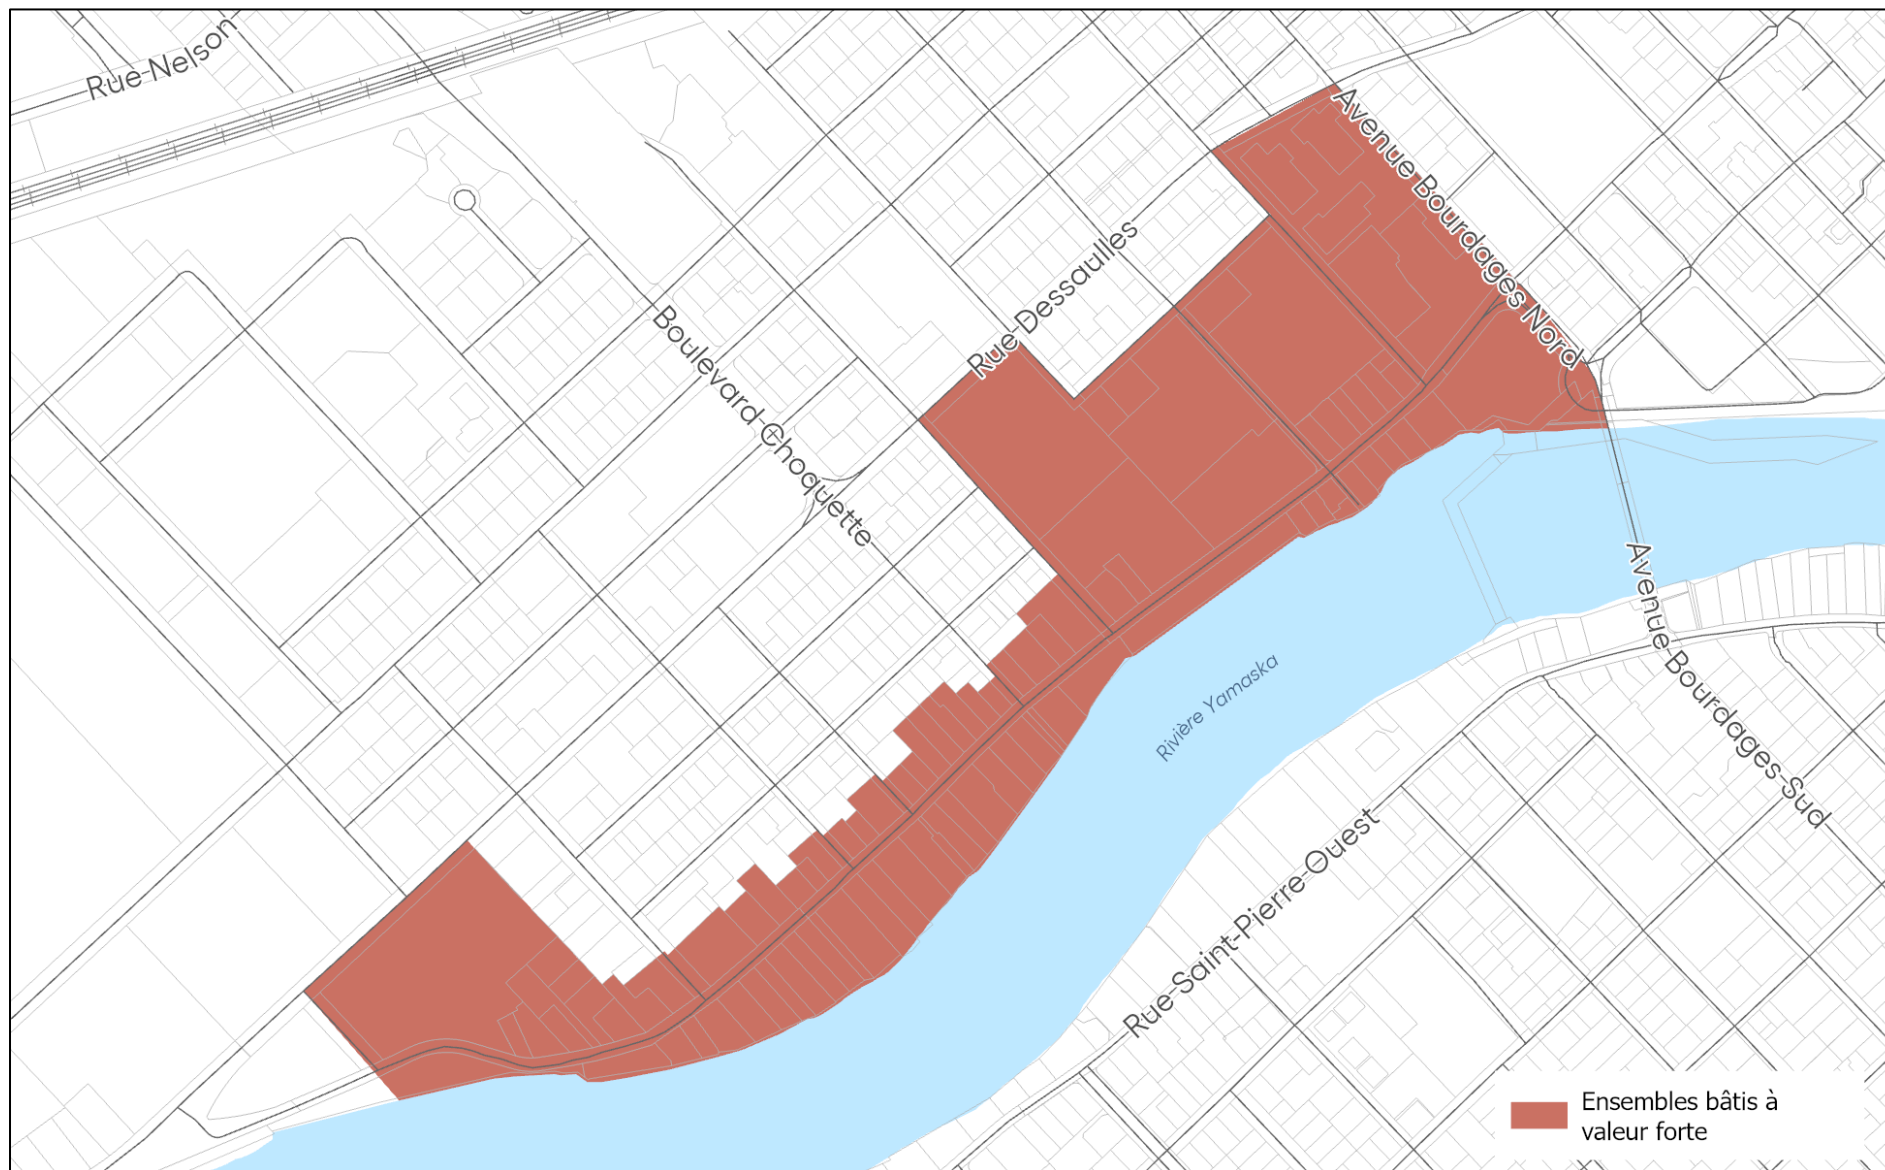 Rue Nelson
Avenue Bourdages Nord
Rue Dessaulles
Boulevard Choquette
Avenue Bourdages Sud
Rivière Yamaska
Rue Saint-Pierre Ouest
Ensembles bâtis à
valeur forte